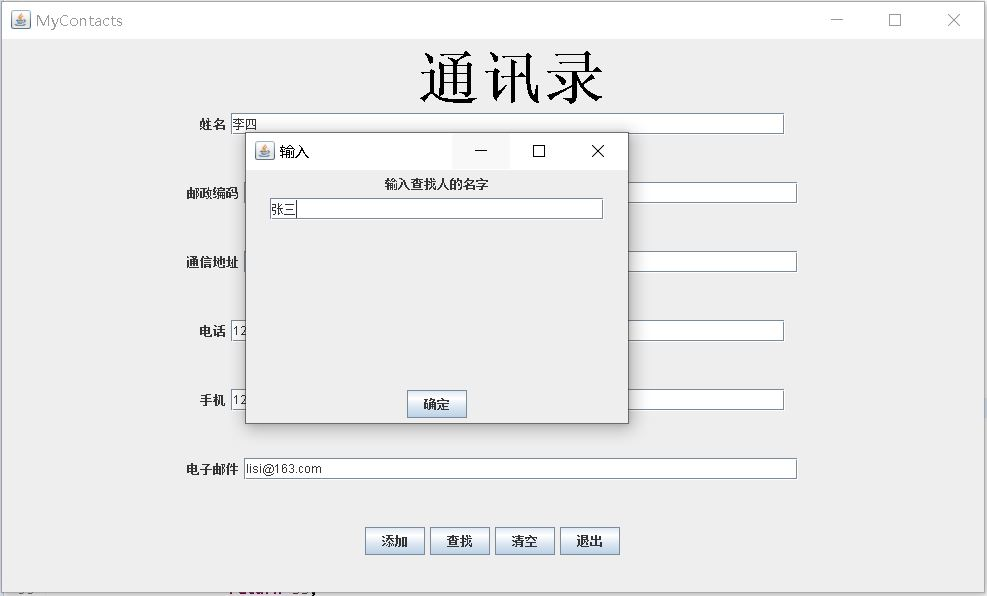 MyContacts
通讯录
姓名 李四
输入
输入查找人的名字
邮政编码
张三
通信地址
电话 12
手机 12
确定
电子邮件 lisi@163.com
添加 查找 清空 退出